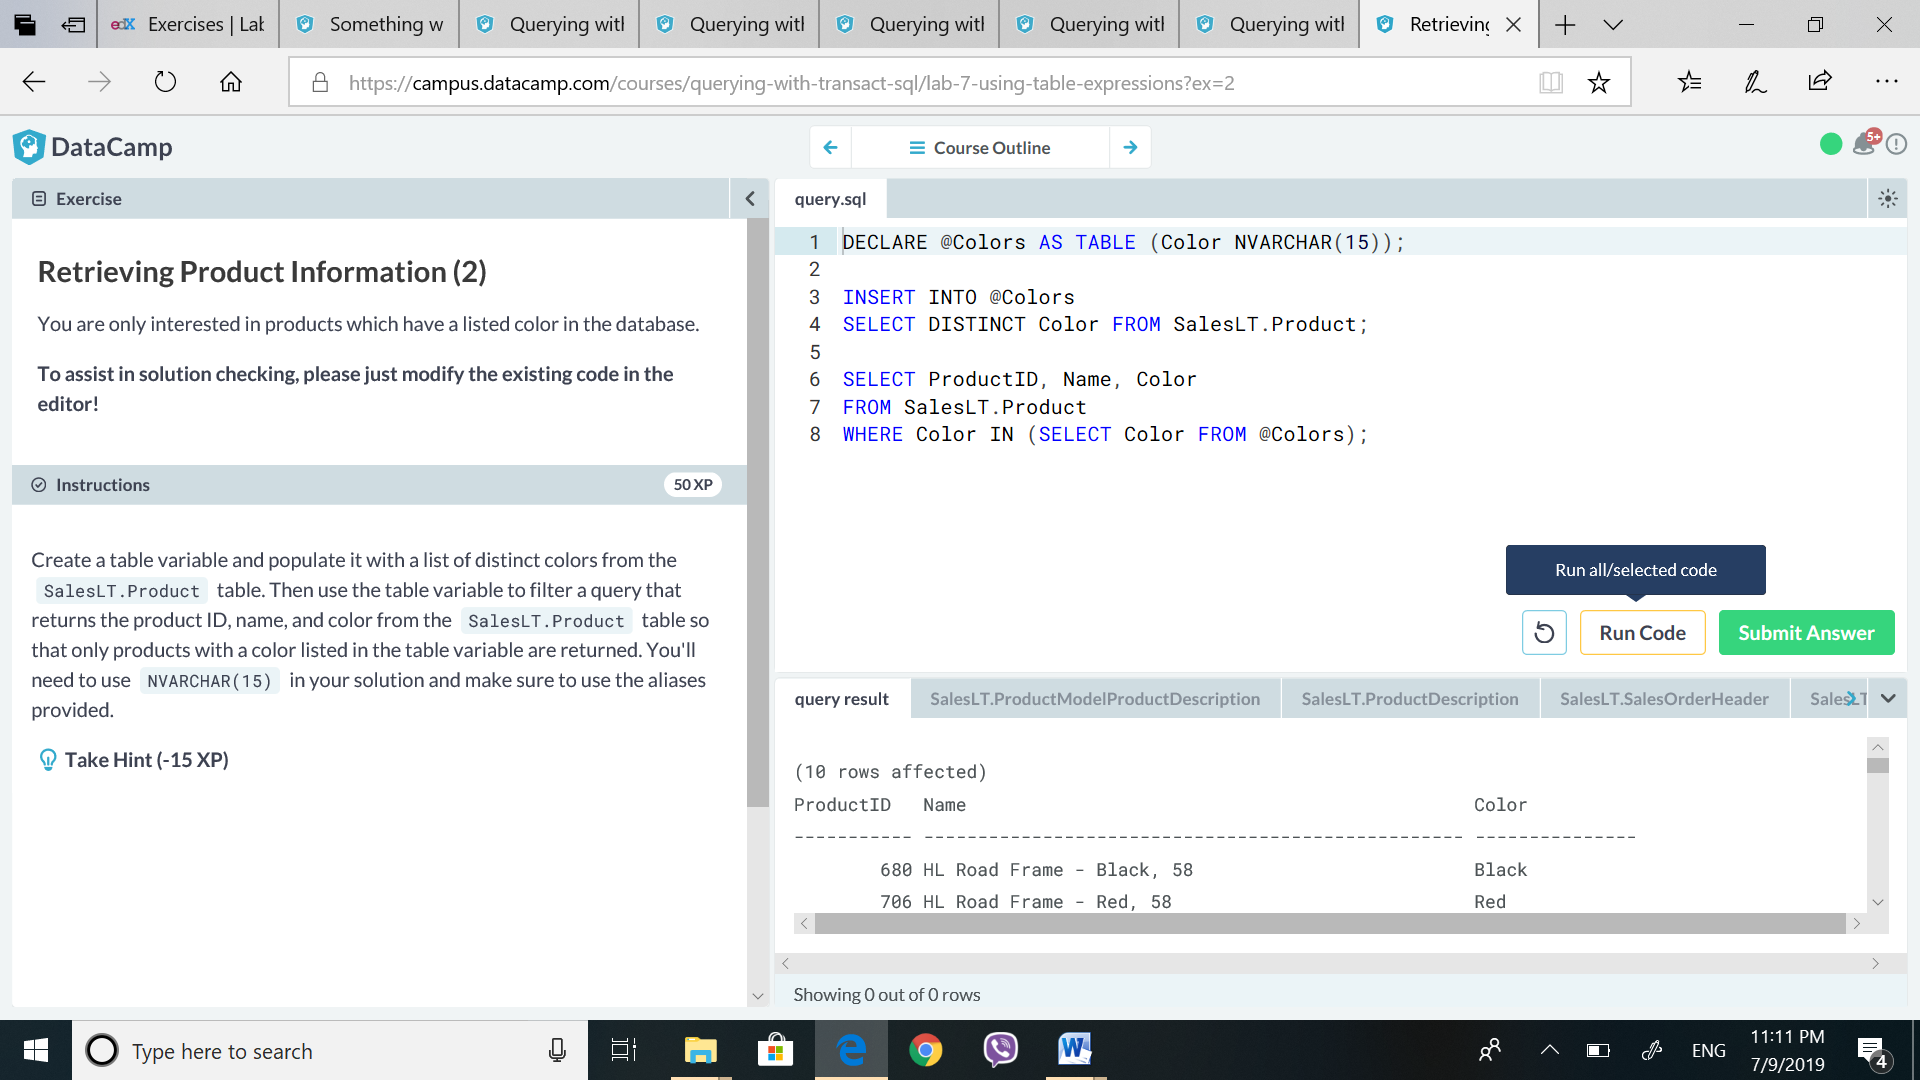 Exercises | Lab
Something w
Querying with
Querying with
Querying with
Querying with
Querying with
Retrieving
https://campus.datacamp.com/courses/querying-with-transact-sql/lab-7-using-table-expressions?ex=2
DataCamp
Course Outline
5+
Exercise
Retrieving Product Information (2)
You are only interested in products which have a listed color in the database.
To assist in solution checking, please just modify the existing code in the
editor!
Instructions
50 XP
Create a table variable and populate it with a list of distinct colors from the
SalesLT.Product table. Then use the table variable to filter a query that
returns the product ID, name, and color from the SalesLT.Product table so
that only products with a color listed in the table variable are returned. You'll
need to use NVARCHAR(15) in your solution and make sure to use the aliases
provided.
Take Hint (-15 XP)
query.sql
1 DECLARE @Colors AS TABLE (Color NVARCHAR(15));
2
3 INSERT INTO @Colors
4 SELECT DISTINCT Color FROM SalesLT.Product;
5
6 SELECT ProductID, Name, Color
7 FROM SalesLT.Product
8 WHERE Color IN (SELECT Color FROM @Colors);
Run all/selected code
Run Code
Submit Answer
query result
SalesLT.ProductModelProductDescription
SalesLT.ProductDescription
SalesLT.SalesOrderHeader
SalesLT
(10 rows affected)
ProductID Name Color
----------- -------------------------------------------------- ---------------
680 HL Road Frame - Black, 58 Black
706 HL Road Frame - Red, 58 Red
Showing 0 out of 0 rows
Type here to search
ENG
11:11 PM
7/9/2019
4